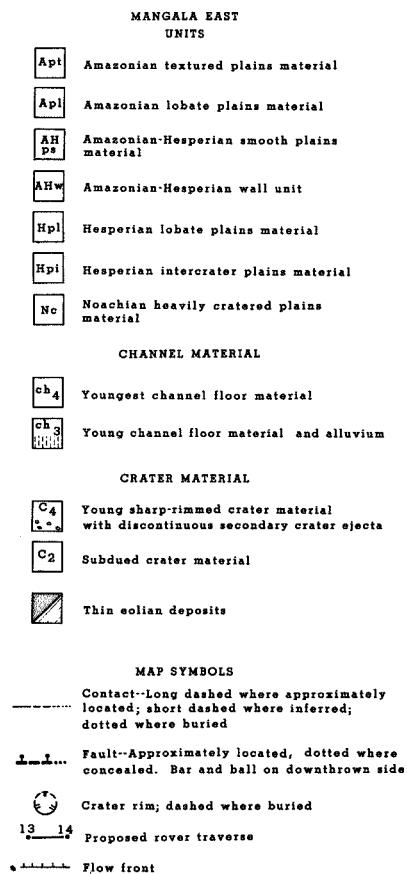 MANGALA EAST
UNITS
Apt Amazonian textured plains material
Apl Amazonian lobate plains material
AH
ps
Amazonian-Hesperian smooth plains
material
AHw Amazonian-Hesperian wall unit
Hpl Hesperian lobate plains material
Hpi Hesperian intercrater plains material
Nc Noachian heavily cratered plains
material
CHANNEL MATERIAL
ch4 Youngest channel floor material
ch3 Young channel floor material and alluvium
CRATER MATERIAL
C4 Young sharp-rimmed crater material
with discontinuous secondary crater ejecta
C2 Subdued crater material
Thin eolian deposits
MAP SYMBOLS
Contact--Long dashed where approximately
located; short dashed where inferred;
dotted where buried
Fault--Approximately located, dotted where
concealed. Bar and ball on downthrown side
Crater rim; dashed where buried
13 14 Proposed rover traverse
Flow front